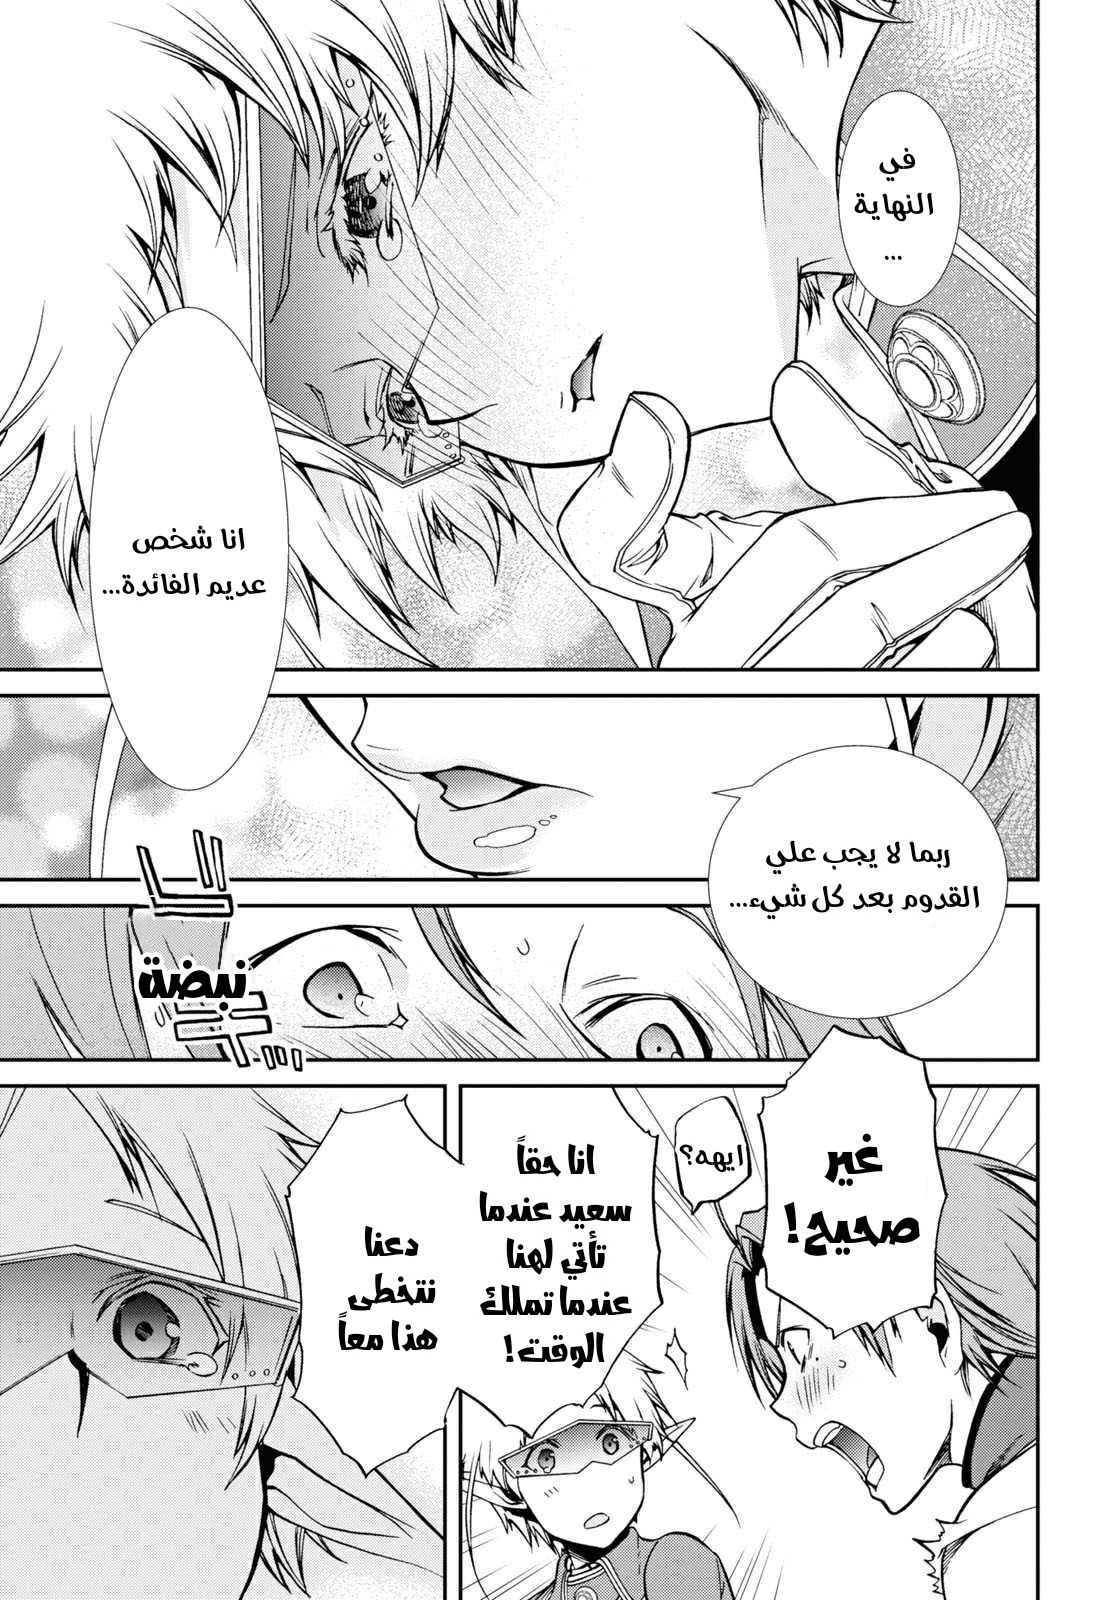 في
النهاية
...
انا شخص
عديم الفائدة...
ربما لا يجب علي
القدوم بعد كل شيء...
نبضة
غير
صحيح!
ايهه؟
انا حقاً
سعيد عندما
تأتي لهنا
عندما تملك
الوقت!
دعنا
نتخطى
هذا معاً